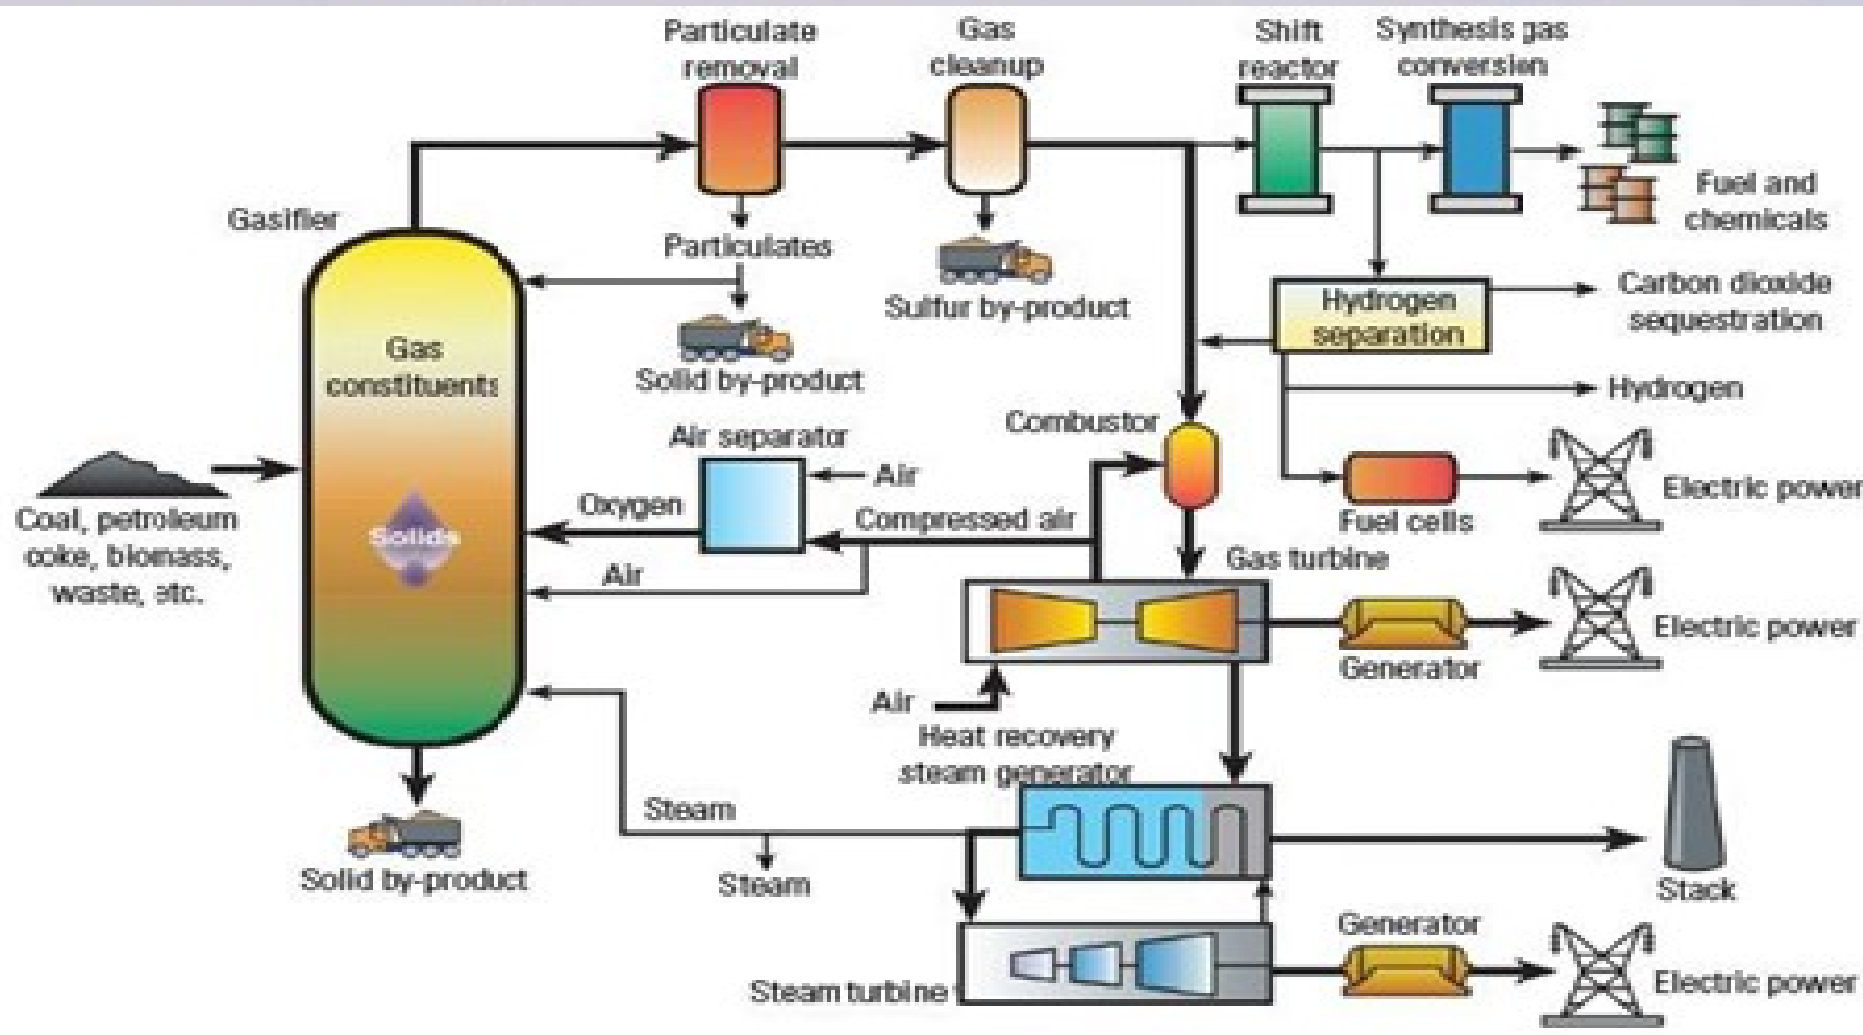 Particulate
removal
Gas
cleanup
Shift
reactor
Synthesis gas
conversion
Fuel and
chemicals
Gasifier
Particulates
Sulfur by-product
Solid by-product
Hydrogen
separation
Carbon dioxide
sequestration
Hydrogen
Gas
constituents
Combustor
Air separator
Air
Oxygen
Compressed air
Air
Solids
Coal, petroleum
coke, biomass,
waste, etc.
Fuel cells
Electric power
Gas turbine
Generator
Electric power
Air
Heat recovery
steam generator
Steam
Steam
Solid by-product
Stack
Generator
Steam turbine
Electric power